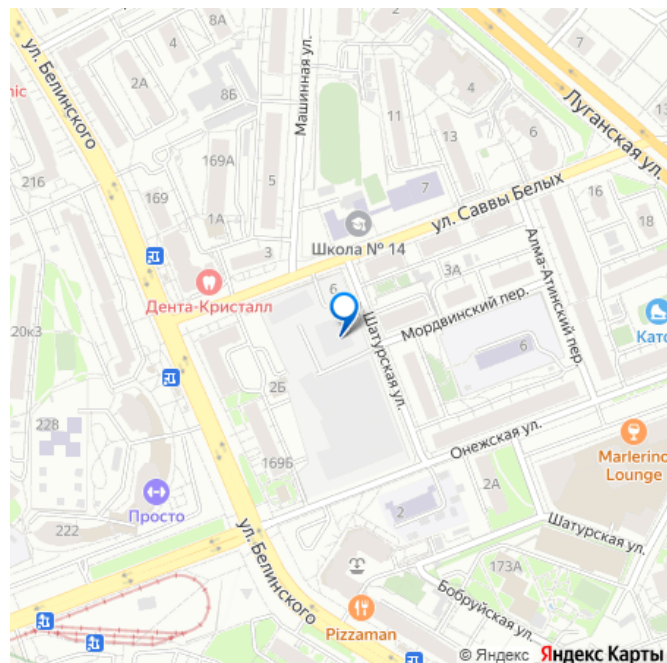 8А
4
7
ул. Белинского
2А
8Б
Машинная ул.
4
Луганская ул.
nic
11
13
6
216
169А
5
7
169
1А
ул. Саввы Белых
16
18
3
Школа № 14
Дента-Кристалл
6
3А
Алма-Атинский пер.
Мордвинский пер.
Шатурская ул.
Като
20к3
2Б
6
228
169Б
Онежская ул.
Marlerino
Lounge
2А
Просто
2
222
Шатурская ул.
ул. Белинского
173А
Бобруйская ул.
Pizzaman
© Яндекс Яндекс Карты